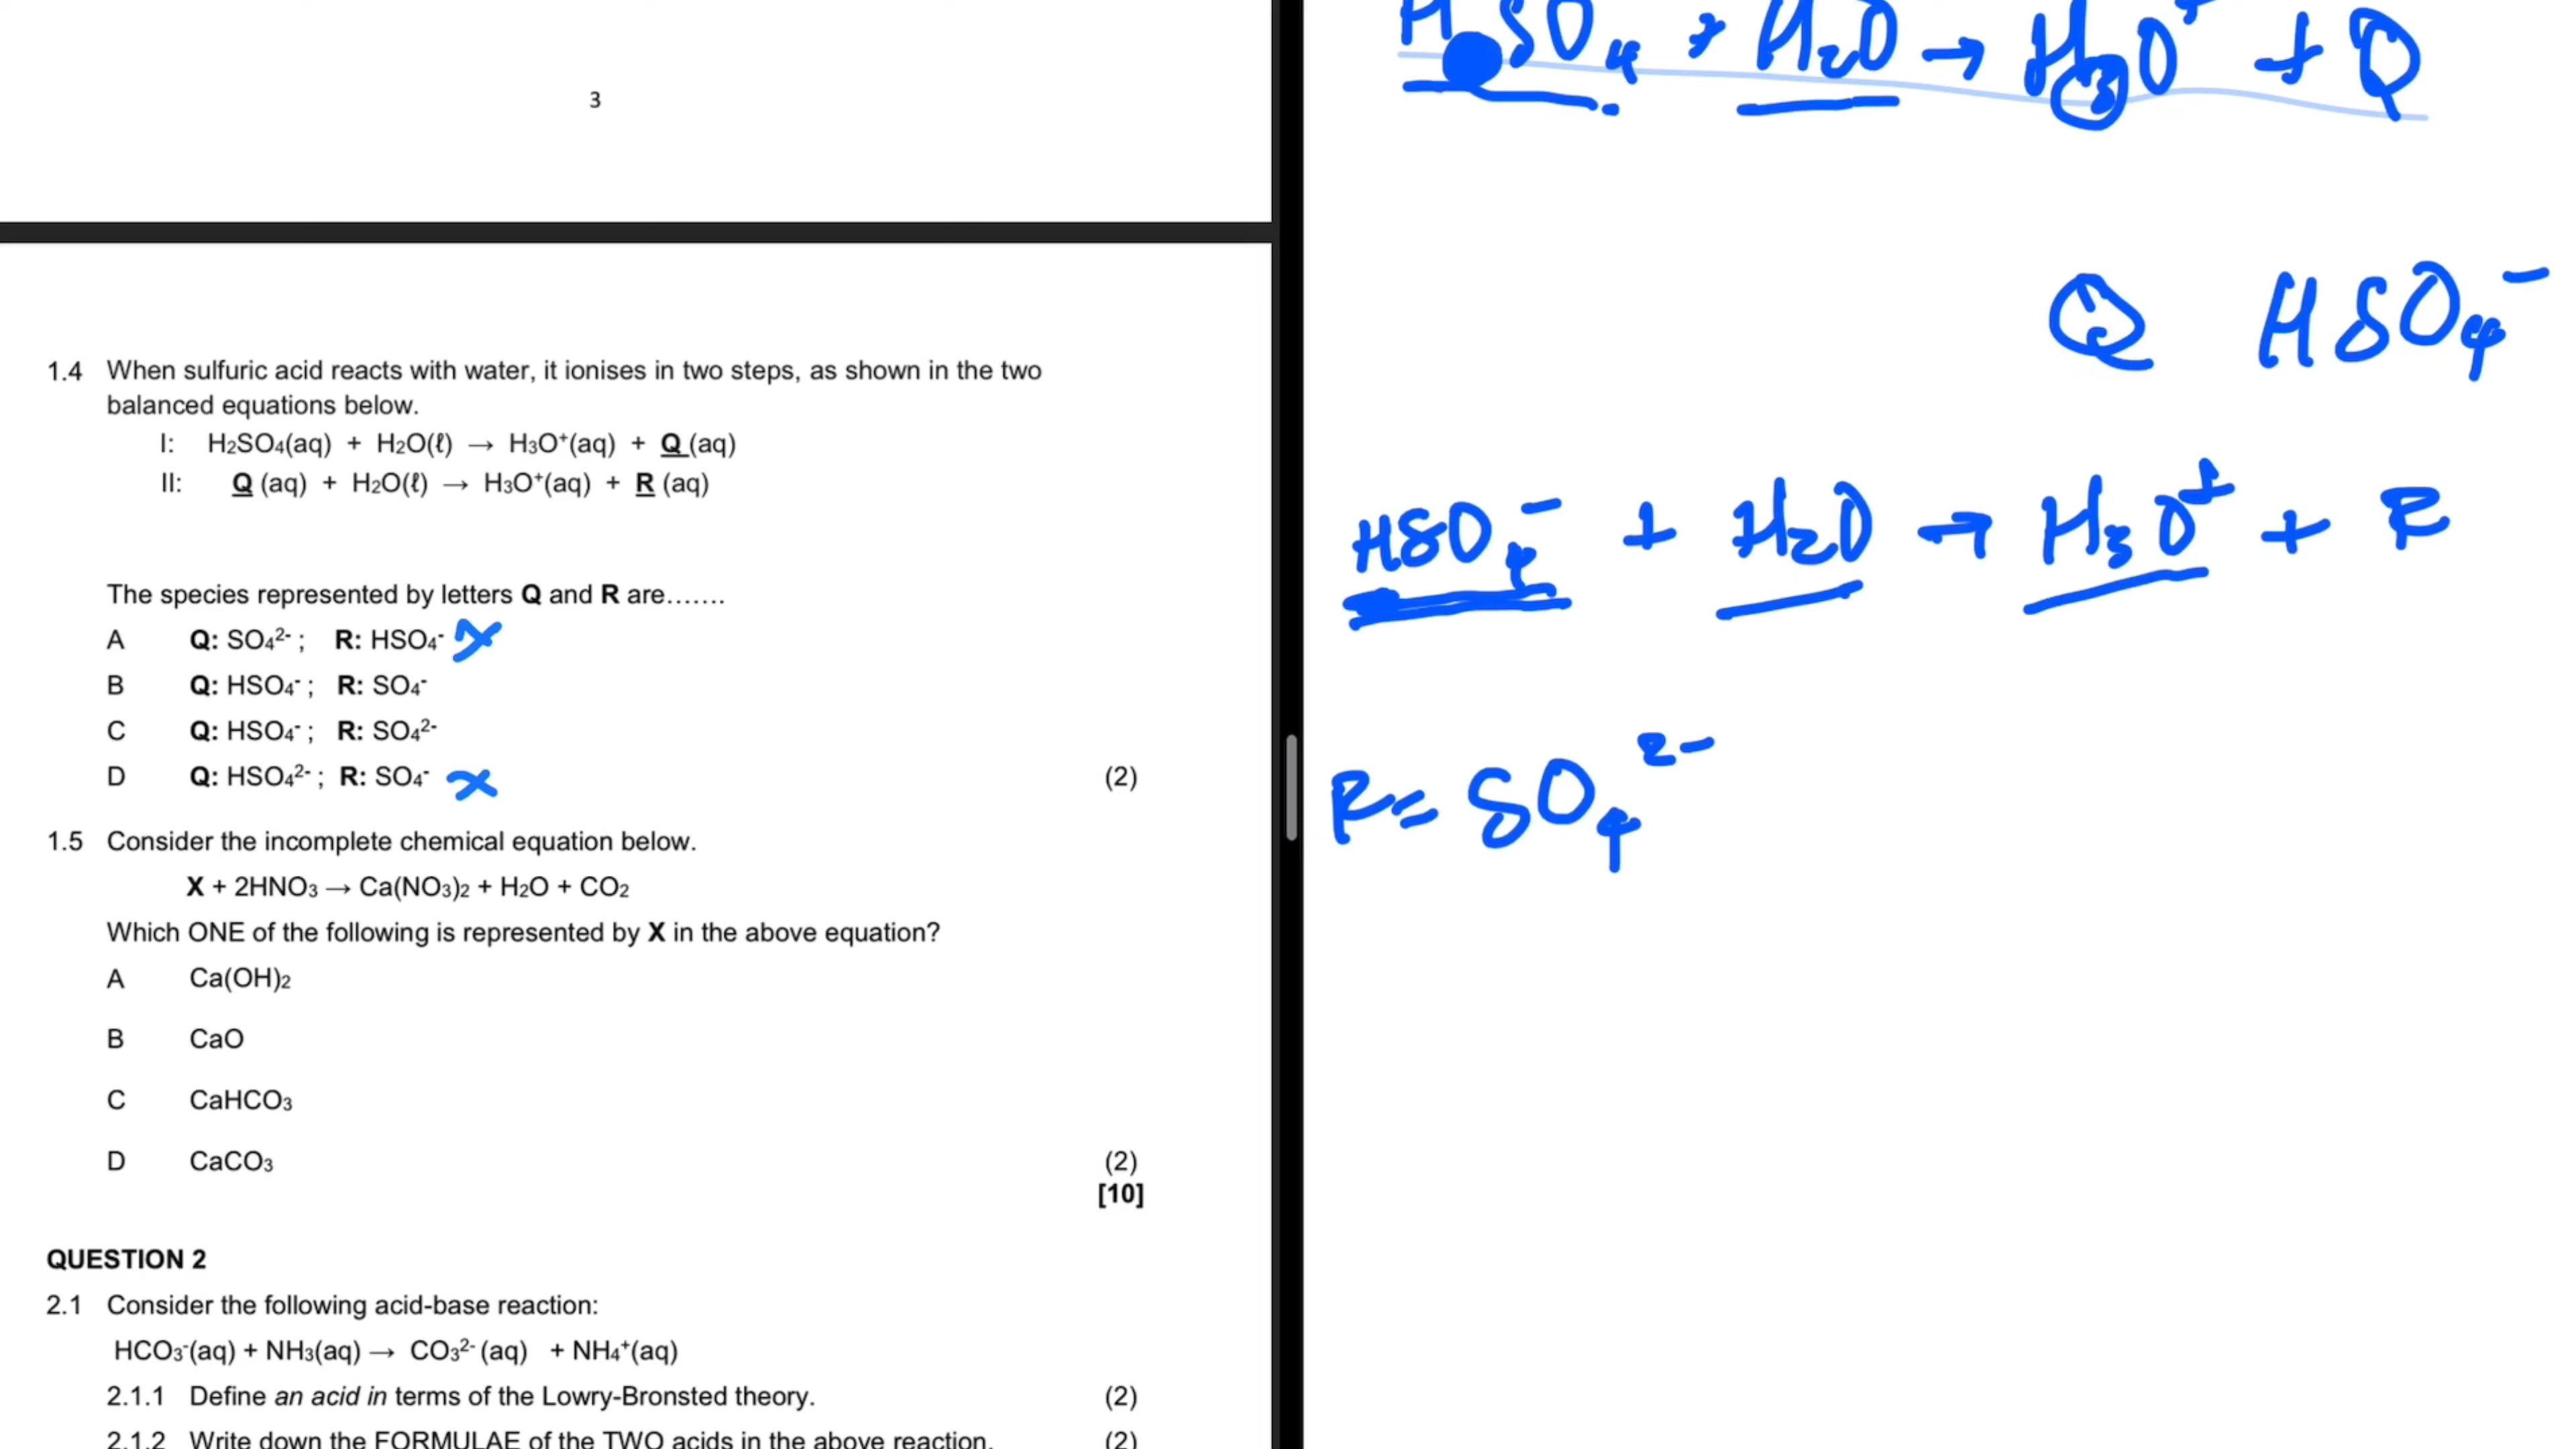 3
1.4 When sulfuric acid reacts with water, it ionises in two steps, as shown in the two
balanced equations below.
I: H₂SO₄(aq) + H₂O(ℓ) → H₃O⁺(aq) + Q (aq)
II: Q (aq) + H₂O(ℓ) → H₃O⁺(aq) + R (aq)
The species represented by letters Q and R are…….
A Q: SO₄²⁻ ; R: HSO₄⁻
B Q: HSO₄⁻ ; R: SO₄⁻
C Q: HSO₄⁻ ; R: SO₄²⁻
D Q: HSO₄²⁻ ; R: SO₄⁻ (2)
1.5 Consider the incomplete chemical equation below.
X + 2HNO₃ → Ca(NO₃)₂ + H₂O + CO₂
Which ONE of the following is represented by X in the above equation?
A Ca(OH)₂
B CaO
C CaHCO₃
D CaCO₃ (2)
[10]
QUESTION 2
2.1 Consider the following acid-base reaction:
HCO₃⁻(aq) + NH₃(aq) → CO₃²⁻ (aq) + NH₄⁺(aq)
2.1.1 Define an acid in terms of the Lowry-Bronsted theory. (2)
2.1.2 Write down the FORMULAE of the TWO acids in the above reaction. (2)
H SO₄ + H₂O → H₃O⁺ + Q
Q HSO₄⁻
HSO₄⁻ + H₂O → H₃O⁺ + R
R= SO₄²⁻